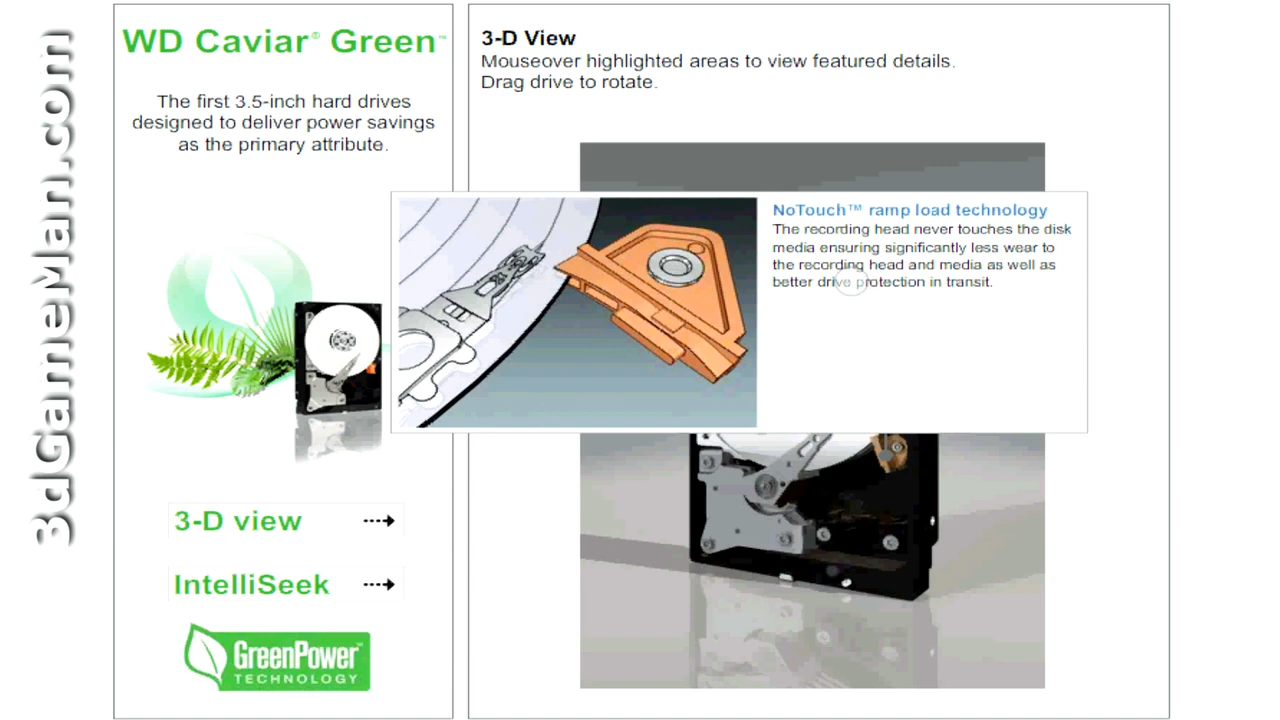 3dGameMan.com
WD Caviar® Green™
The first 3.5-inch hard drives
designed to deliver power savings
as the primary attribute.
3-D view
IntelliSeek
GreenPower™
TECHNOLOGY
3-D View
Mouseover highlighted areas to view featured details.
Drag drive to rotate.
NoTouch™ ramp load technology
The recording head never touches the disk
media ensuring significantly less wear to
the recording head and media as well as
better drive protection in transit.